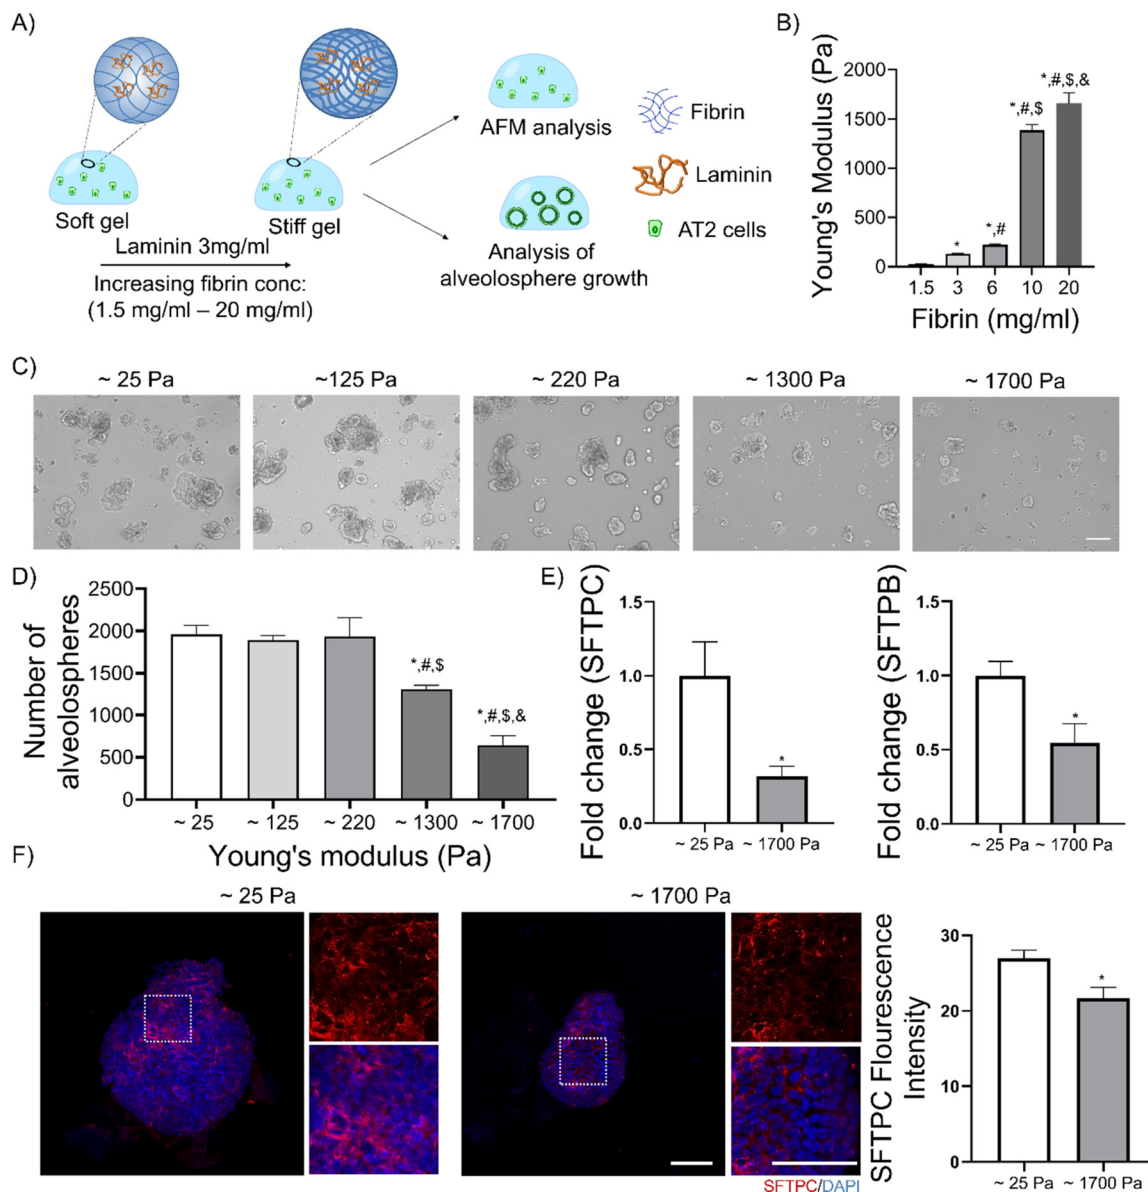 A)
Soft gel
Stiff gel
Laminin 3mg/ml
Increasing fibrin conc:
(1.5 mg/ml – 20 mg/ml)
AFM analysis
Analysis of
alveolosphere growth
Fibrin
Laminin
AT2 cells
B)
Young's Modulus (Pa)
2000
1500
1000
500
0
*
*,#
*,#,$
*,#,$,&
1.5 3 6 10 20
Fibrin (mg/ml)
C)
~ 25 Pa
~125 Pa
~ 220 Pa
~ 1300 Pa
~ 1700 Pa
D)
Number of
alveolospheres
2500
2000
1500
1000
500
0
*,#,$
*,#,$,&
~ 25 ~ 125 ~ 220 ~ 1300 ~ 1700
Young's modulus (Pa)
E)
Fold change (SFTPC)
1.5
1.0
0.5
0.0
*
~ 25 Pa ~ 1700 Pa
Fold change (SFTPB)
1.5
1.0
0.5
0.0
*
~ 25 Pa ~ 1700 Pa
F)
~ 25 Pa
~ 1700 Pa
SFTPC/DAPI
SFTPC Flourescence
Intensity
30
20
10
0
*
~ 25 Pa ~ 1700 Pa